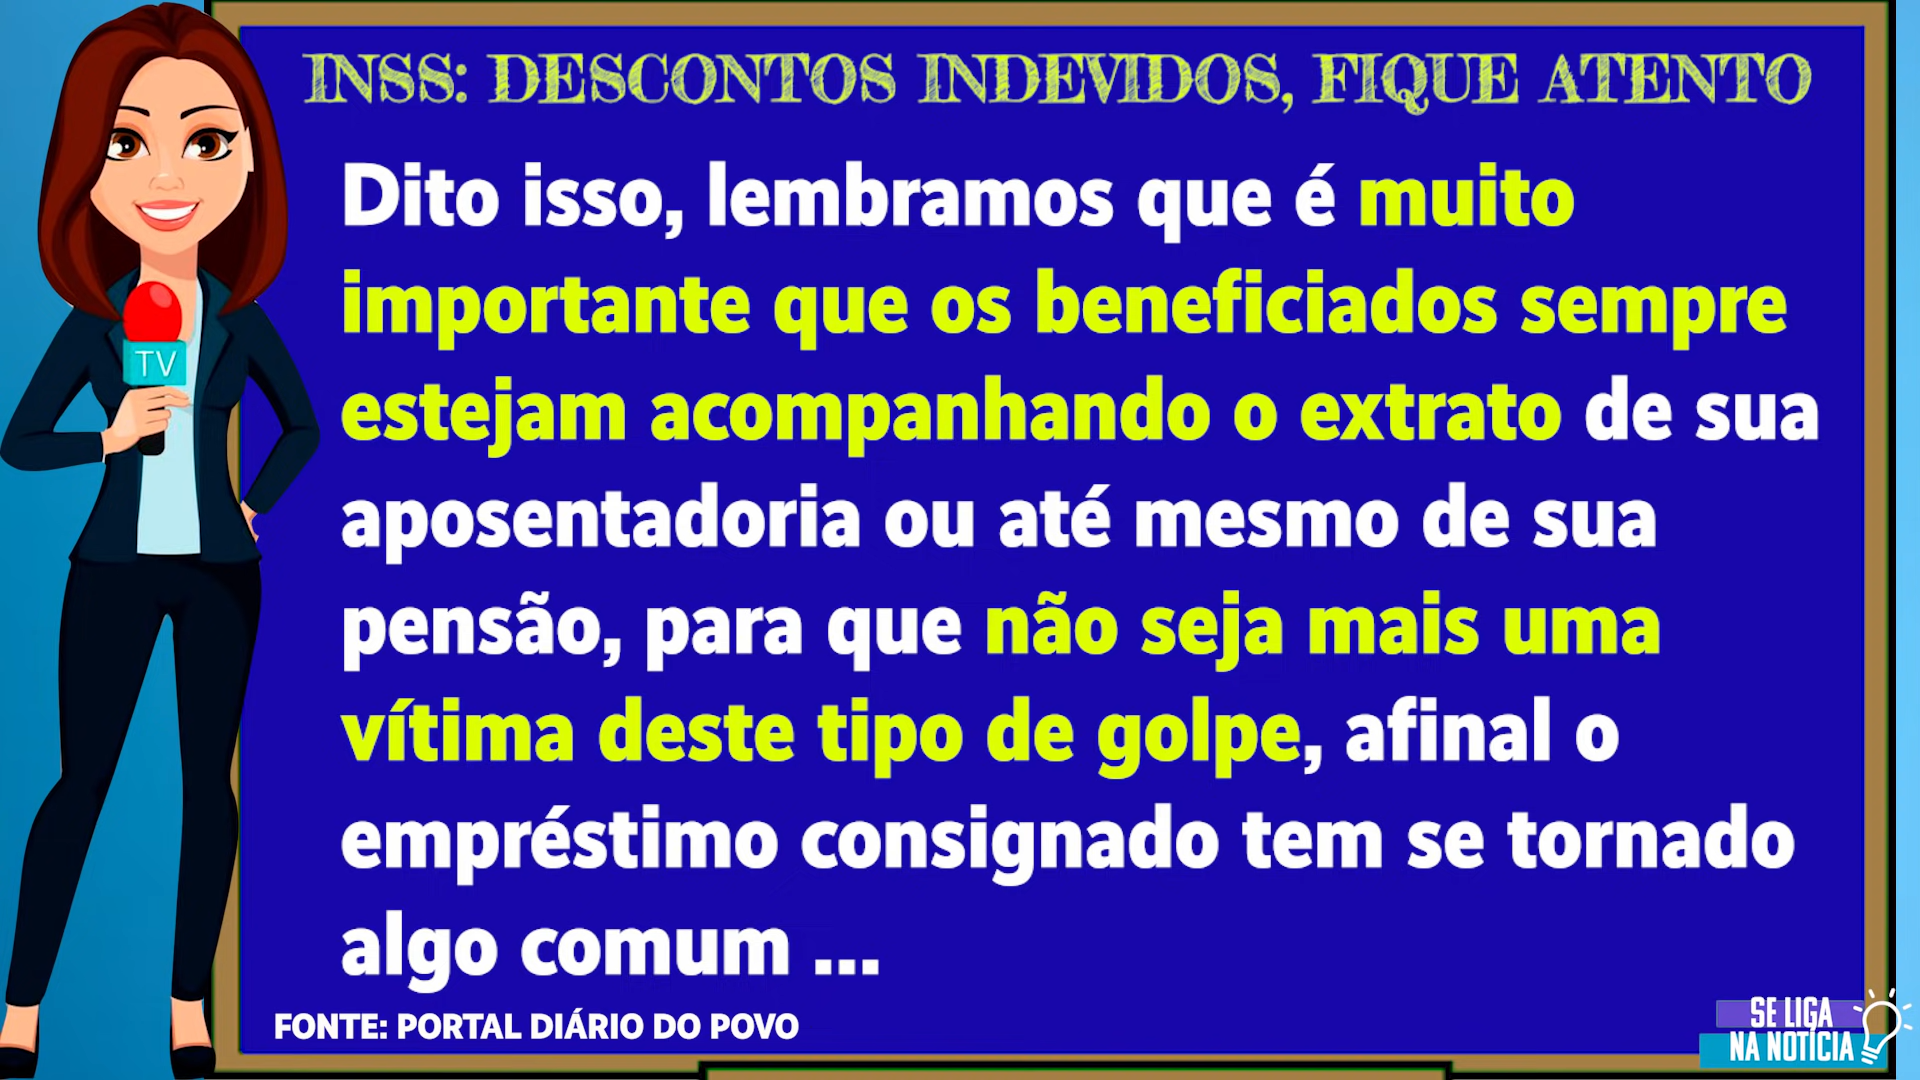 INSS: DESCONTOS INDEVIDOS, FIQUE ATENTO
Dito isso, lembramos que é muito
importante que os beneficiados sempre
estejam acompanhando o extrato de sua
aposentadoria ou até mesmo de sua
pensão, para que não seja mais uma
vítima deste tipo de golpe, afinal o
empréstimo consignado tem se tornado
algo comum ...
TV
FONTE: PORTAL DIÁRIO DO POVO
SE LIGA
NA NOTÍCIA